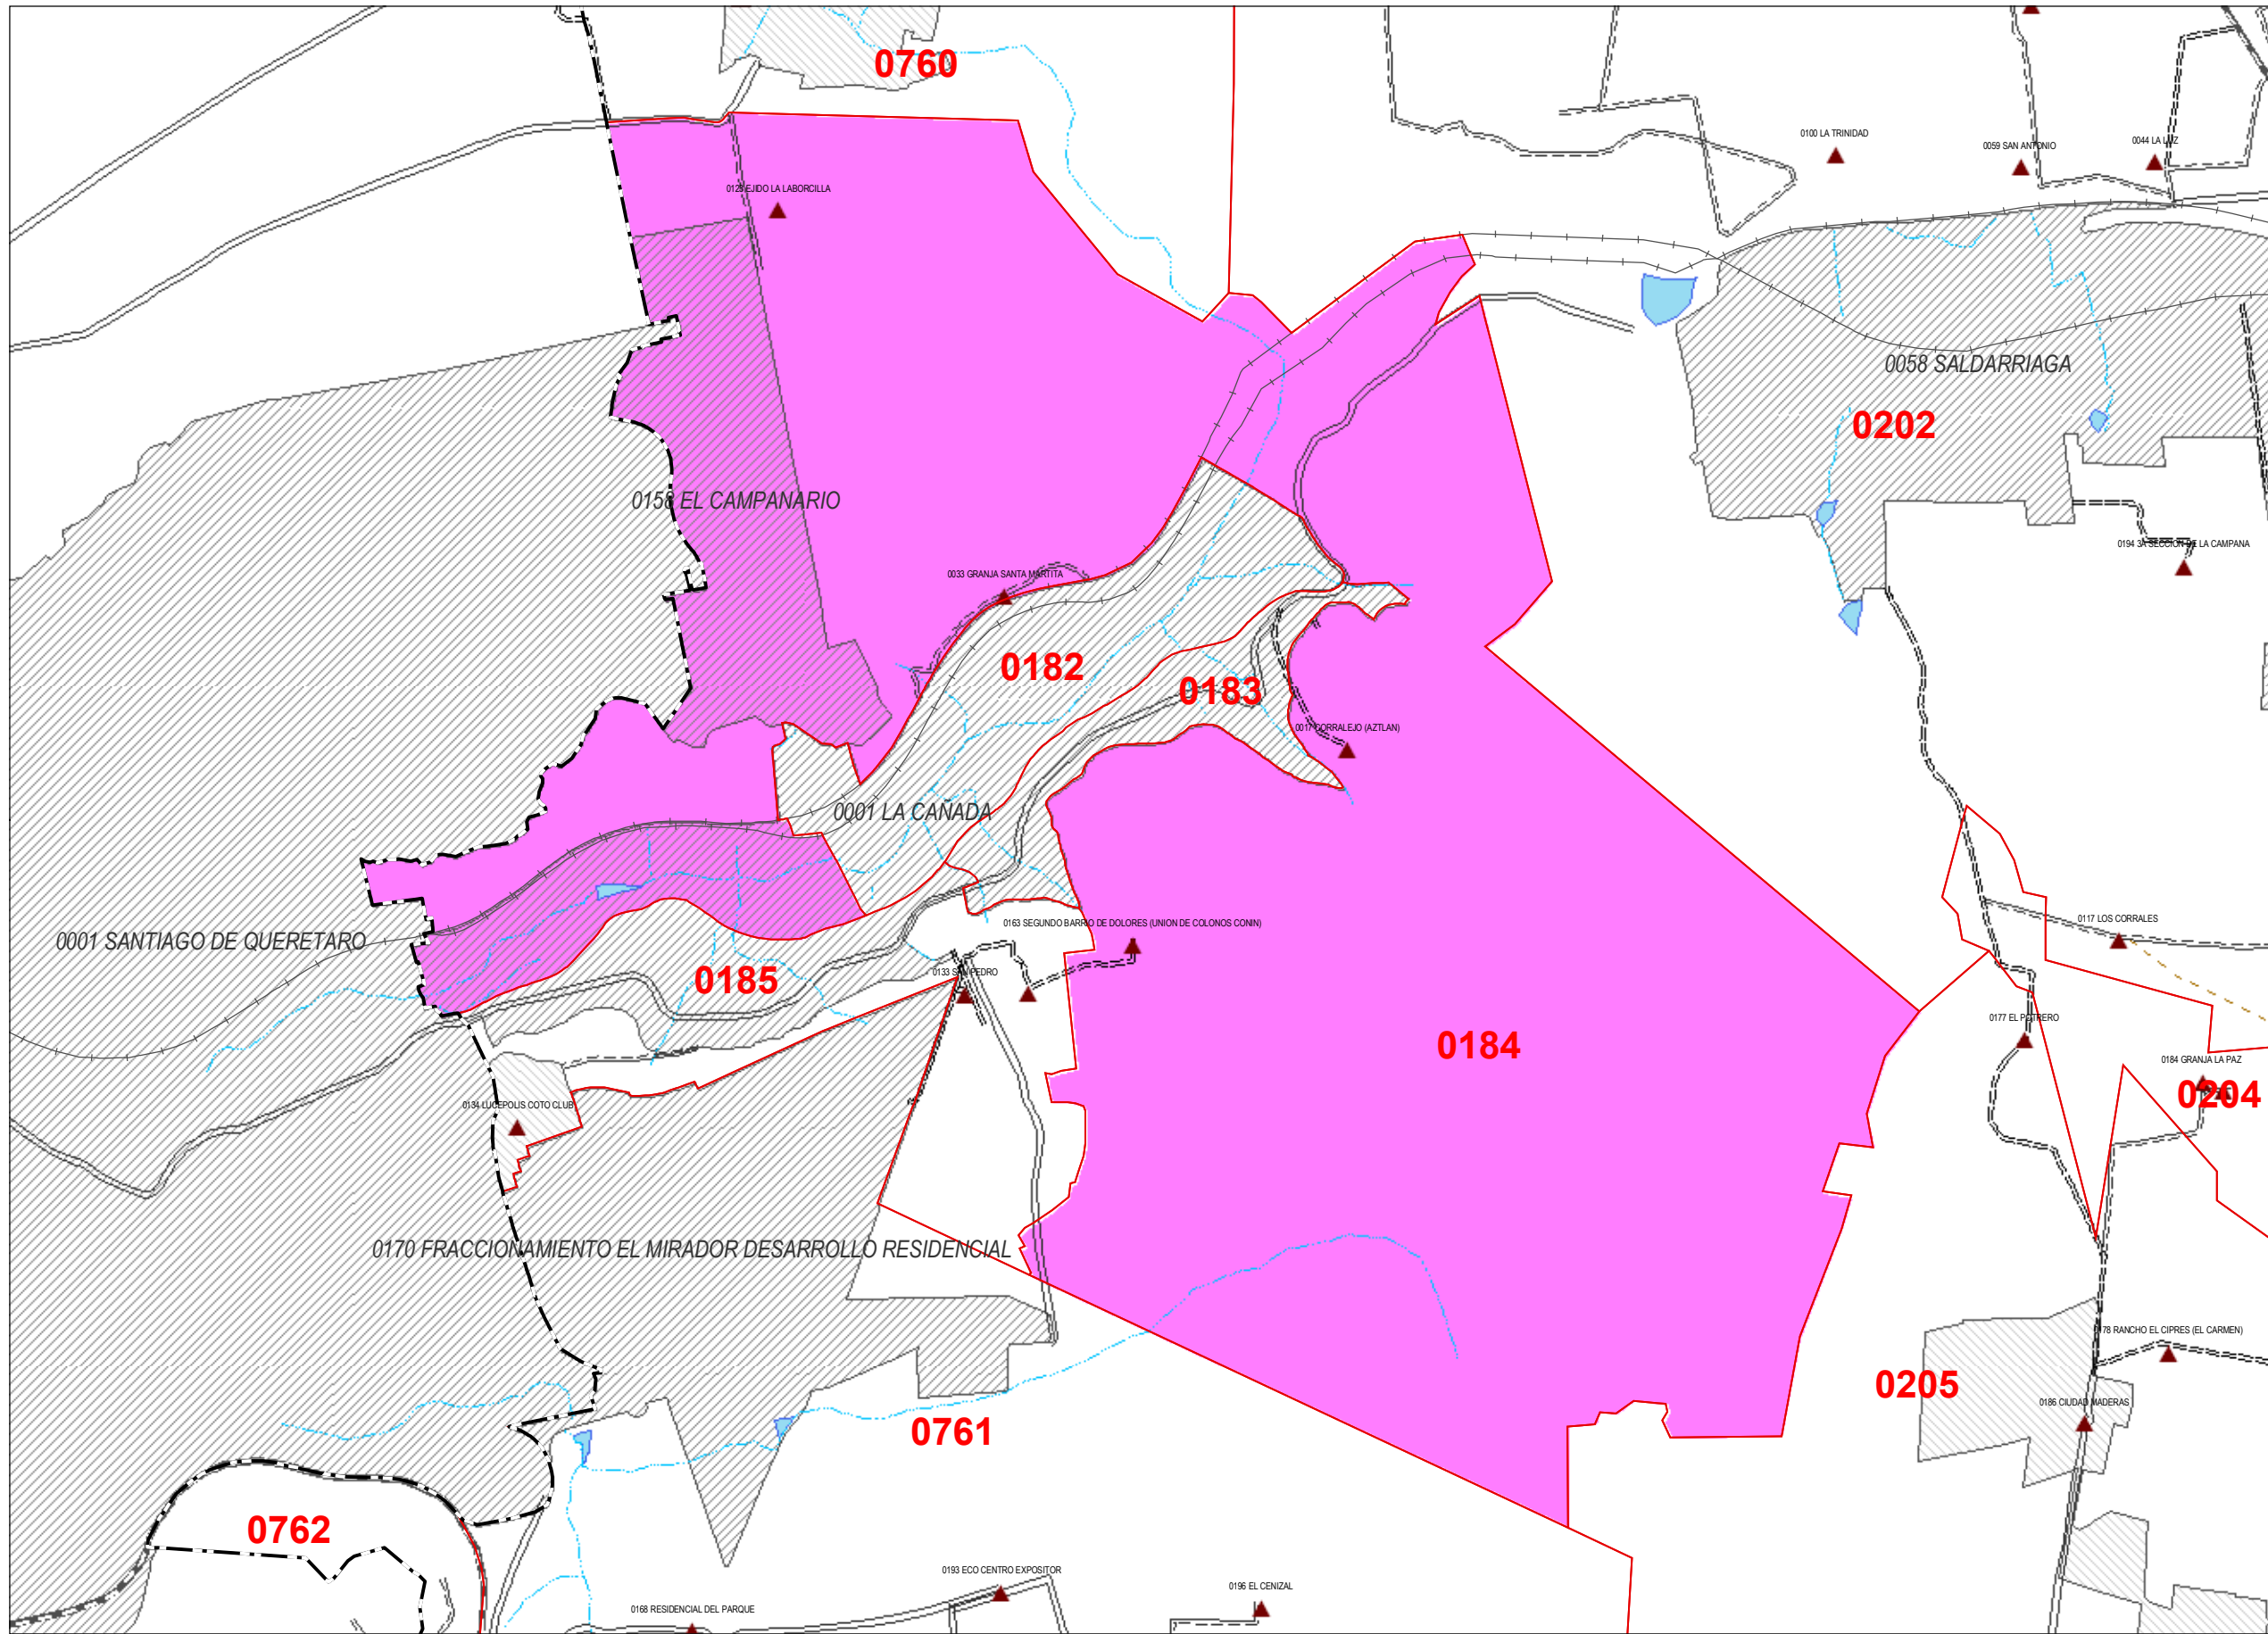 0760
0100 LA TRINIDAD
0059 SAN ANTONIO
0044 LA LUZ
0123 EJIDO LA LABORCILLA
0058 SALDARRIAGA
0202
0158 EL CAMPANARIO
0194 3A SECCION DE LA CAMPANA
0033 GRANJA SANTA MARTITA
0182
0183
0017 CORRALEJO (AZTLAN)
0001 LA CAÑADA
0001 SANTIAGO DE QUERETARO
0163 SEGUNDO BARRIO DE DOLORES (UNION DE COLONOS CONIN)
0117 LOS CORRALES
0133 SAN PEDRO
0185
0177 EL POTRERO
0184
0184 GRANJA LA PAZ
0204
0134 LUCEPOLIS COTO CLUB
0170 FRACCIONAMIENTO EL MIRADOR DESARROLLO RESIDENCIAL
78 RANCHO EL CIPRES (EL CARMEN)
0205
0186 CIUDAD MADERAS
0761
0762
0193 ECO CENTRO EXPOSITOR
0196 EL CENIZAL
0168 RESIDENCIAL DEL PARQUE